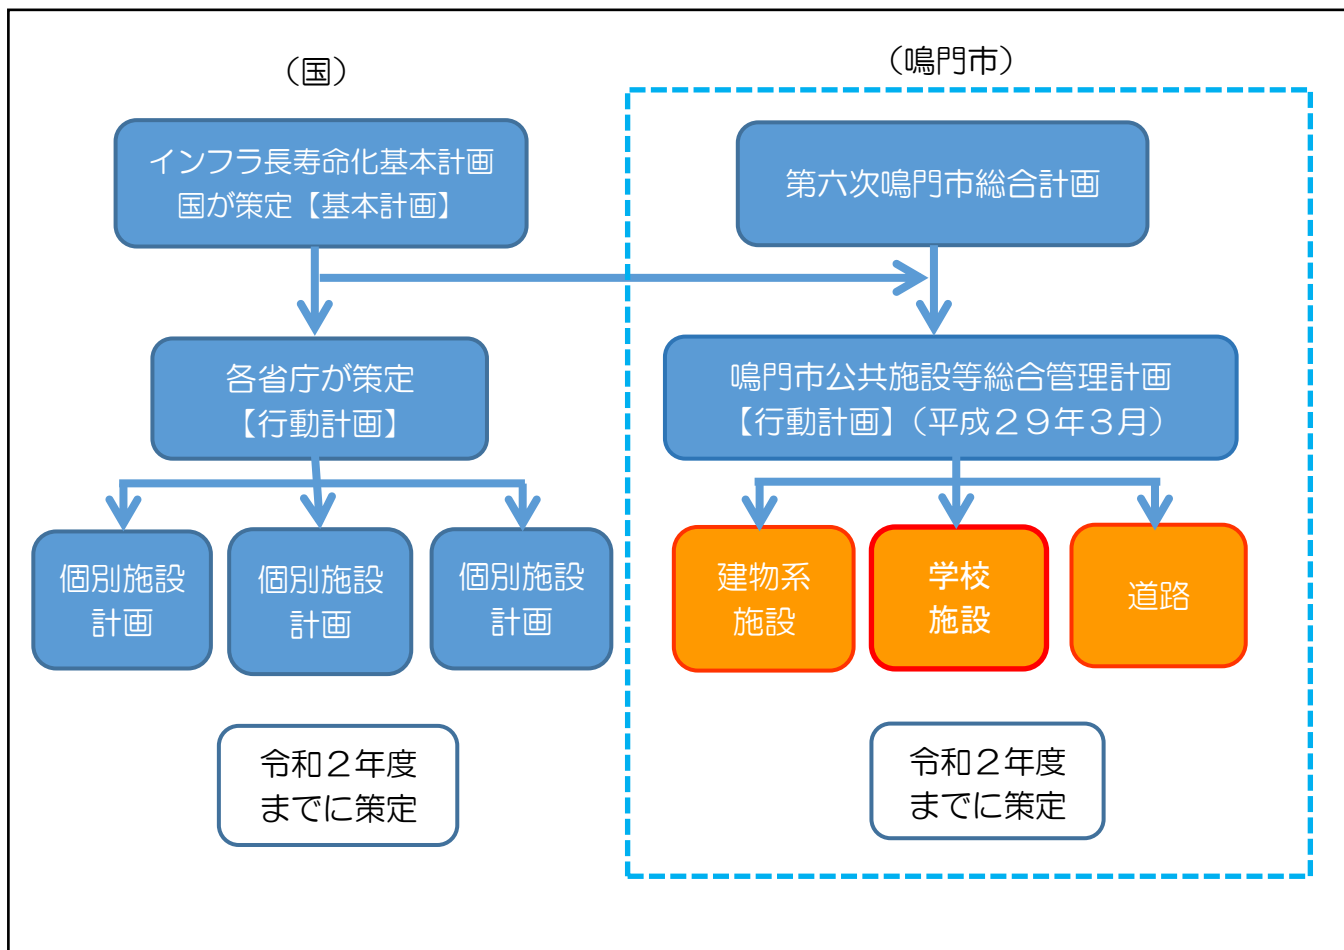 （国）
インフラ長寿命化基本計画
国が策定【基本計画】
各省庁が策定
【行動計画】
個別施設
計画
個別施設
計画
個別施設
計画
令和２年度
までに策定
（鳴門市）
第六次鳴門市総合計画
鳴門市公共施設等総合管理計画
【行動計画】（平成２９年３月）
建物系
施設
学校
施設
道路
令和２年度
までに策定